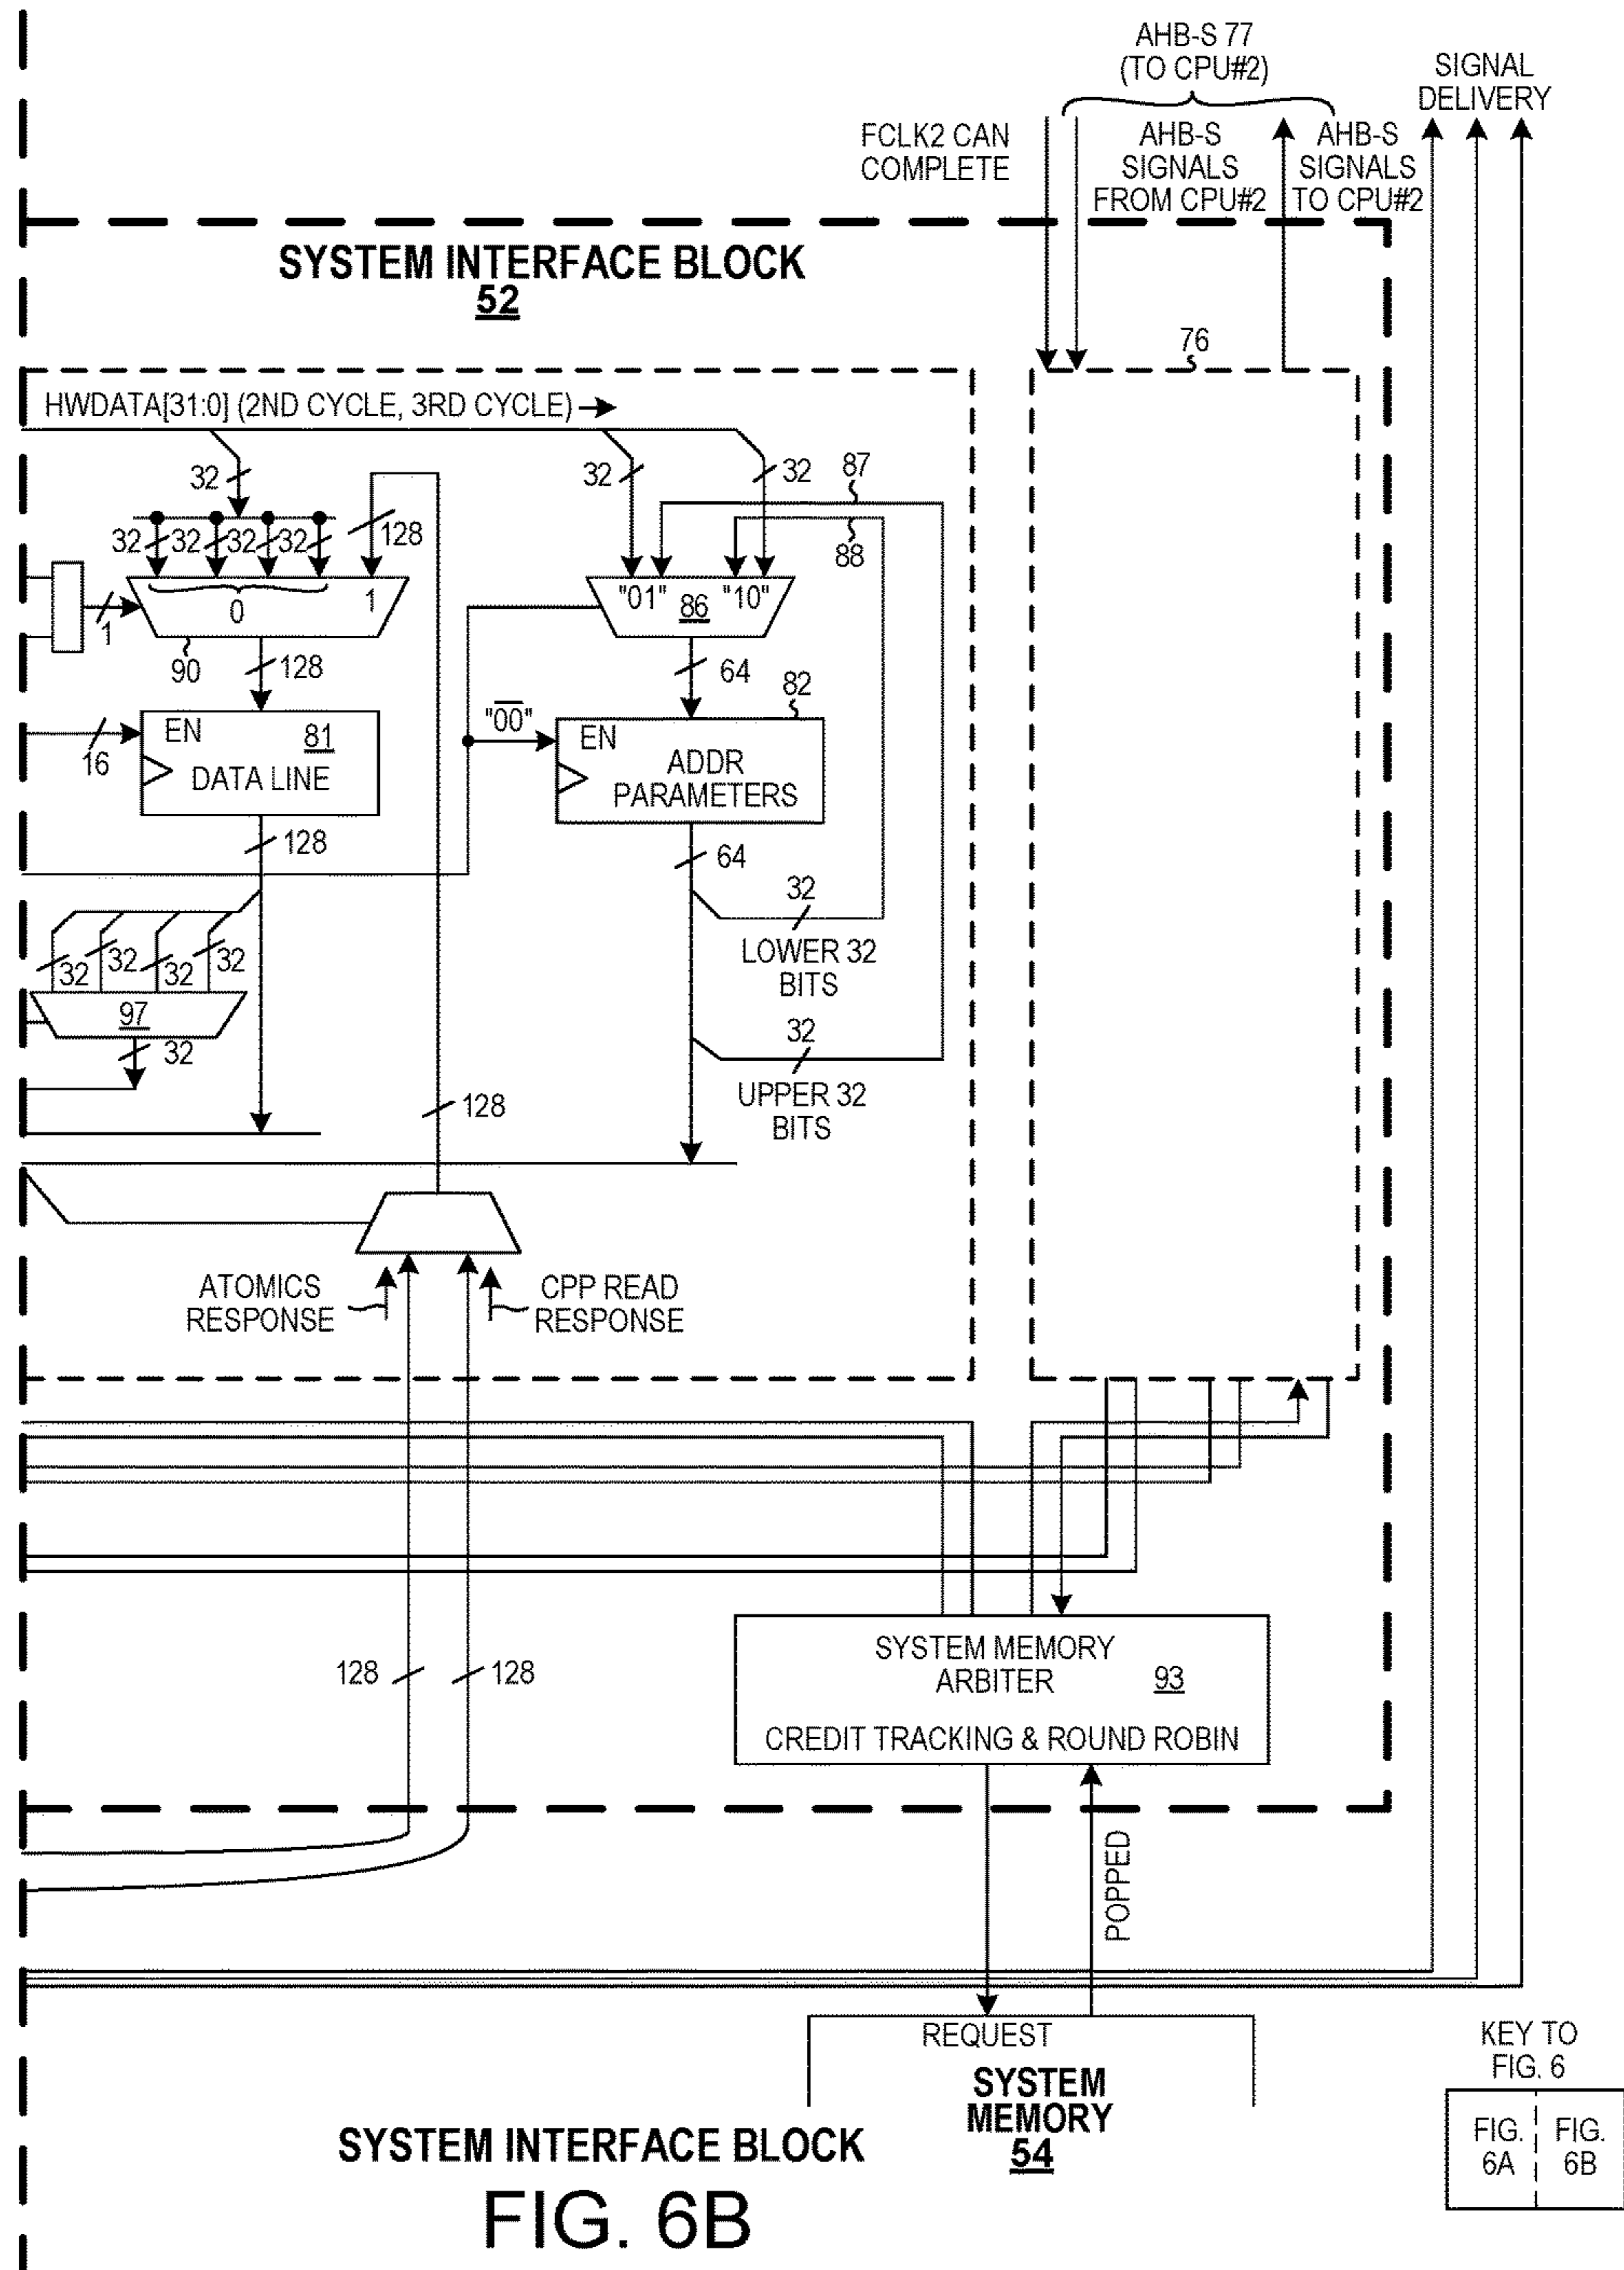 AHB-S 77
(TO CPU#2)
SIGNAL
DELIVERY
FCLK2 CAN
COMPLETE
AHB-S
SIGNALS
FROM CPU#2
AHB-S
SIGNALS
TO CPU#2
SYSTEM INTERFACE BLOCK
52
76
HWDATA[31:0] (2ND CYCLE, 3RD CYCLE)
32
32
32
87
32 32 32 32
128
88
0
1
"01" 86 "10"
1
90
128
64
82
"00"
EN
81
DATA LINE
16
EN
ADDR
PARAMETERS
128
64
32
LOWER 32
BITS
32 32 32 32
97
32
32
UPPER 32
BITS
128
ATOMICS
RESPONSE
CPP READ
RESPONSE
128
128
SYSTEM MEMORY
ARBITER 93
CREDIT TRACKING & ROUND ROBIN
POPPED
REQUEST
SYSTEM
MEMORY
54
KEY TO
FIG. 6
FIG.
6A
FIG.
6B
SYSTEM INTERFACE BLOCK
FIG. 6B